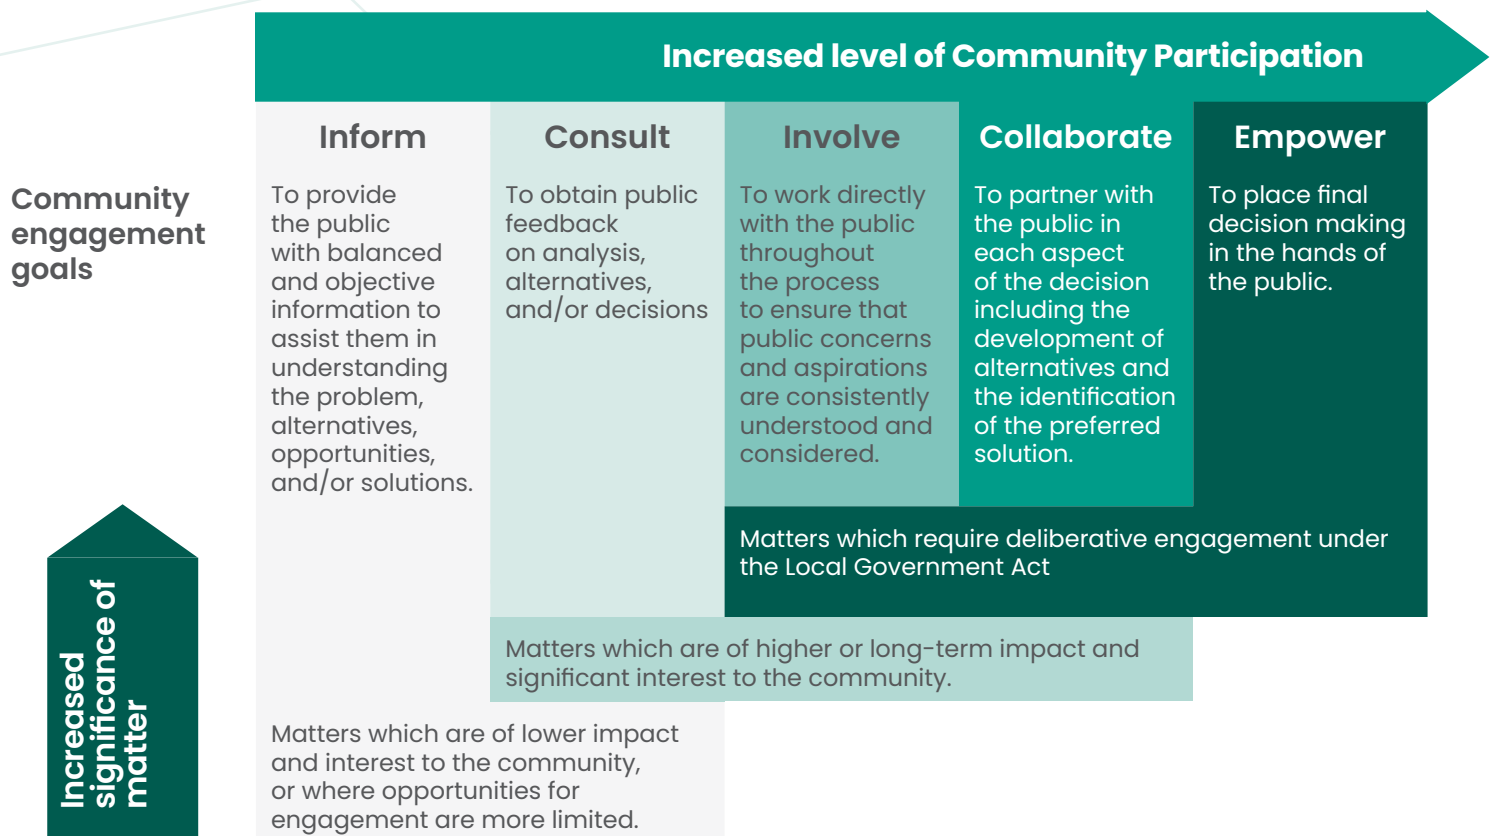 Increased level of Community Participation
Community
engagement
goals
Inform
To provide
the public
with balanced
and objective
information to
assist them in
understanding
the problem,
alternatives,
opportunities,
and/or solutions.
Consult
To obtain public
feedback
on analysis,
alternatives,
and/or decisions
Involve
To work directly
with the public
throughout
the process
to ensure that
public concerns
and aspirations
are consistently
understood and
considered.
Collaborate
To partner with
the public in
each aspect
of the decision
including the
development of
alternatives and
the identification
of the preferred
solution.
Empower
To place final
decision making
in the hands of
the public.
Matters which require deliberative engagement under
the Local Government Act
Matters which are of higher or long-term impact and
significant interest to the community.
Matters which are of lower impact
and interest to the community,
or where opportunities for
engagement are more limited.
Increased
significance of
matter